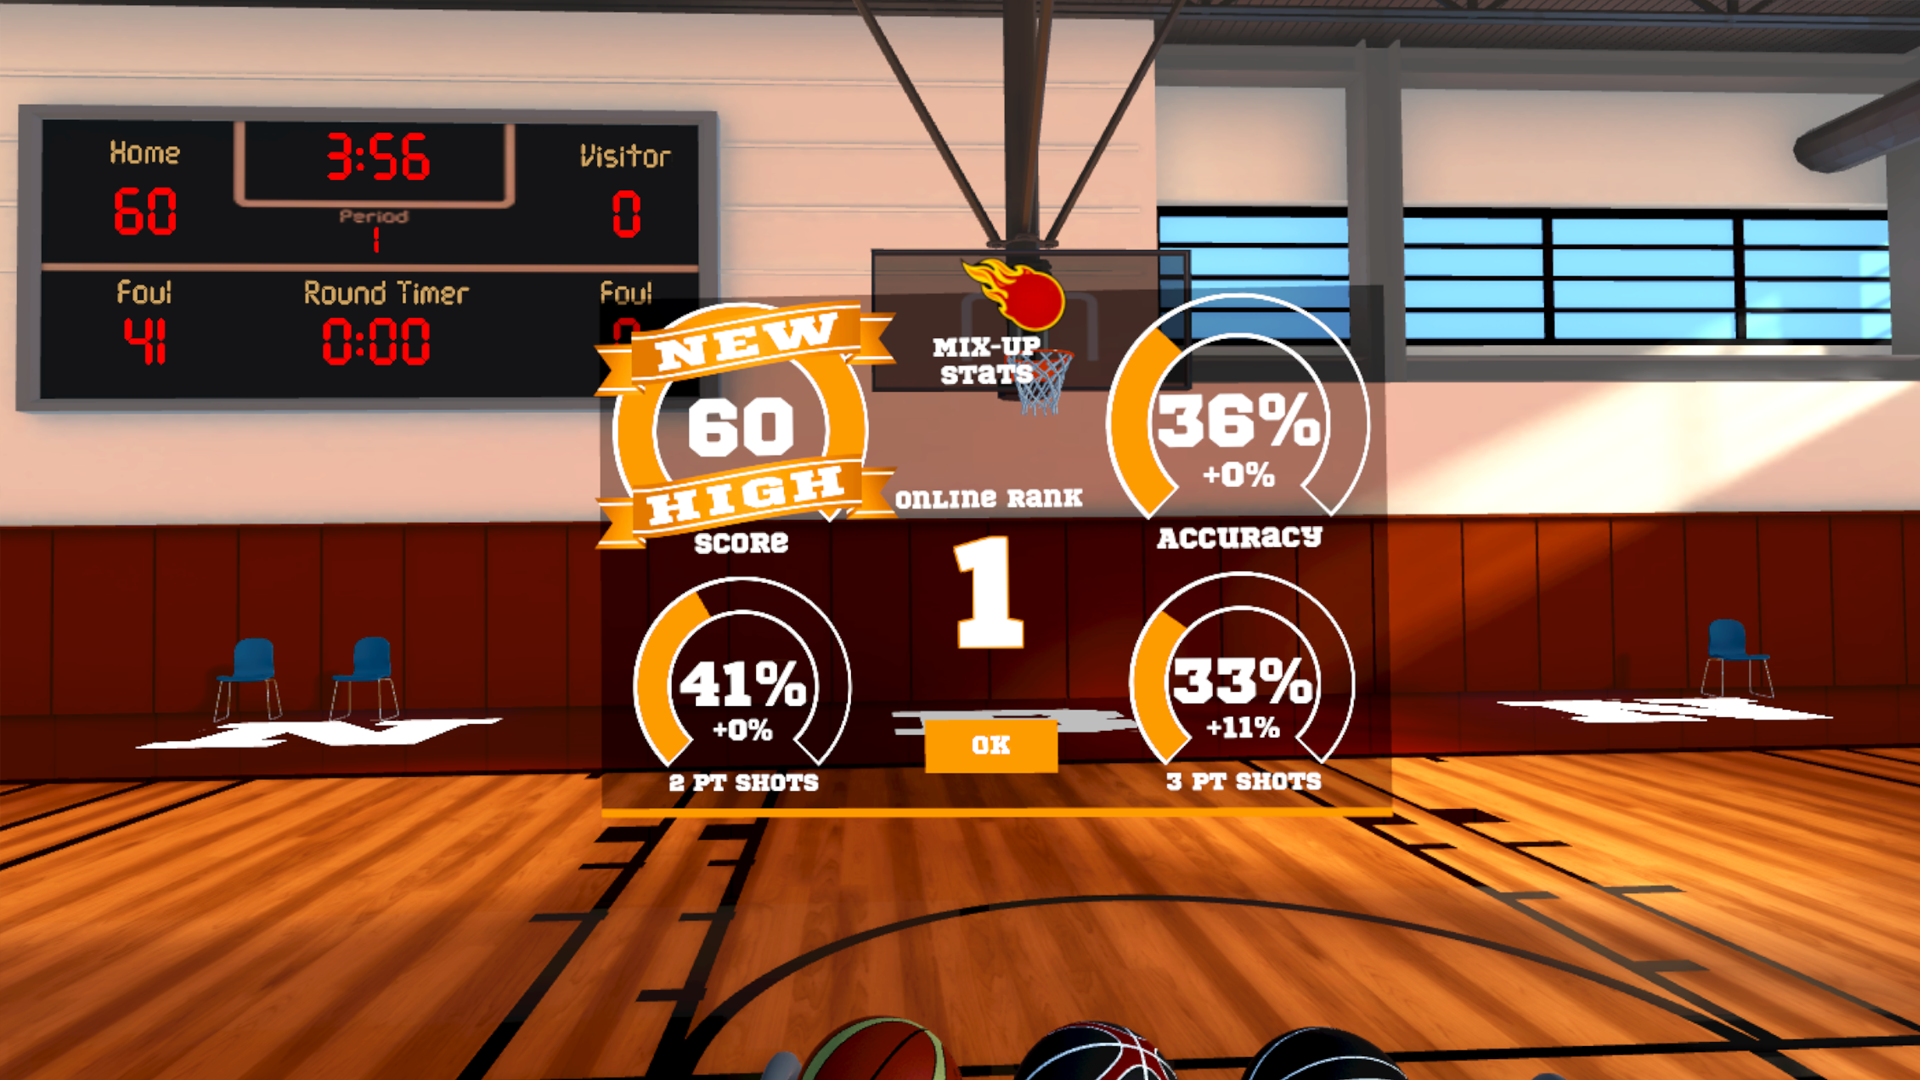 Home
3:56
Visitor
60
Period
1
0
Foul
Round Timer
Foul
41
0:00
NEW
60
HIGH
SCORE
MIX-UP
STATS
36%
+0%
ACCURACY
ONLINE RANK
1
41%
+0%
2 PT SHOTS
33%
+11%
3 PT SHOTS
OK